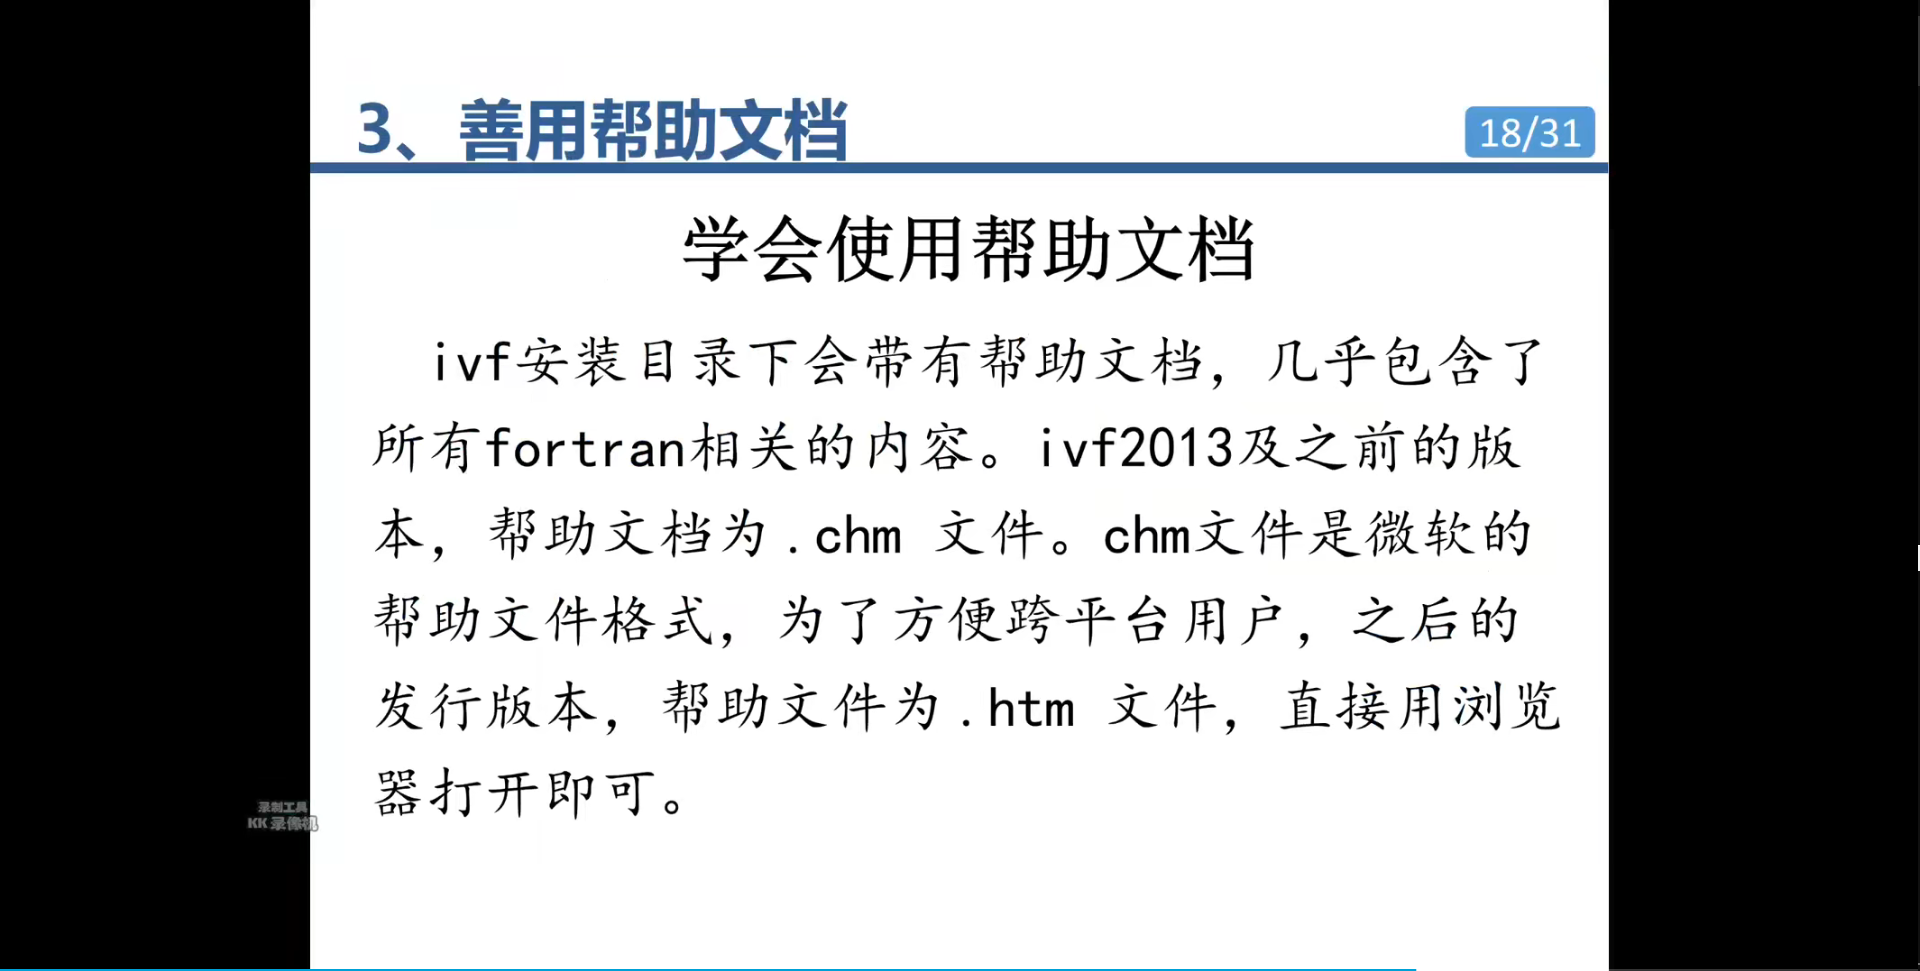 3、善用帮助文档
18/31
学会使用帮助文档
ivf安装目录下会带有帮助文档，几乎包含了
所有fortran相关的内容。ivf2013及之前的版
本，帮助文档为.chm 文件。chm文件是微软的
帮助文件格式，为了方便跨平台用户，之后的
发行版本，帮助文件为.htm 文件，直接用浏览
器打开即可。
录制工具
KK 录像机